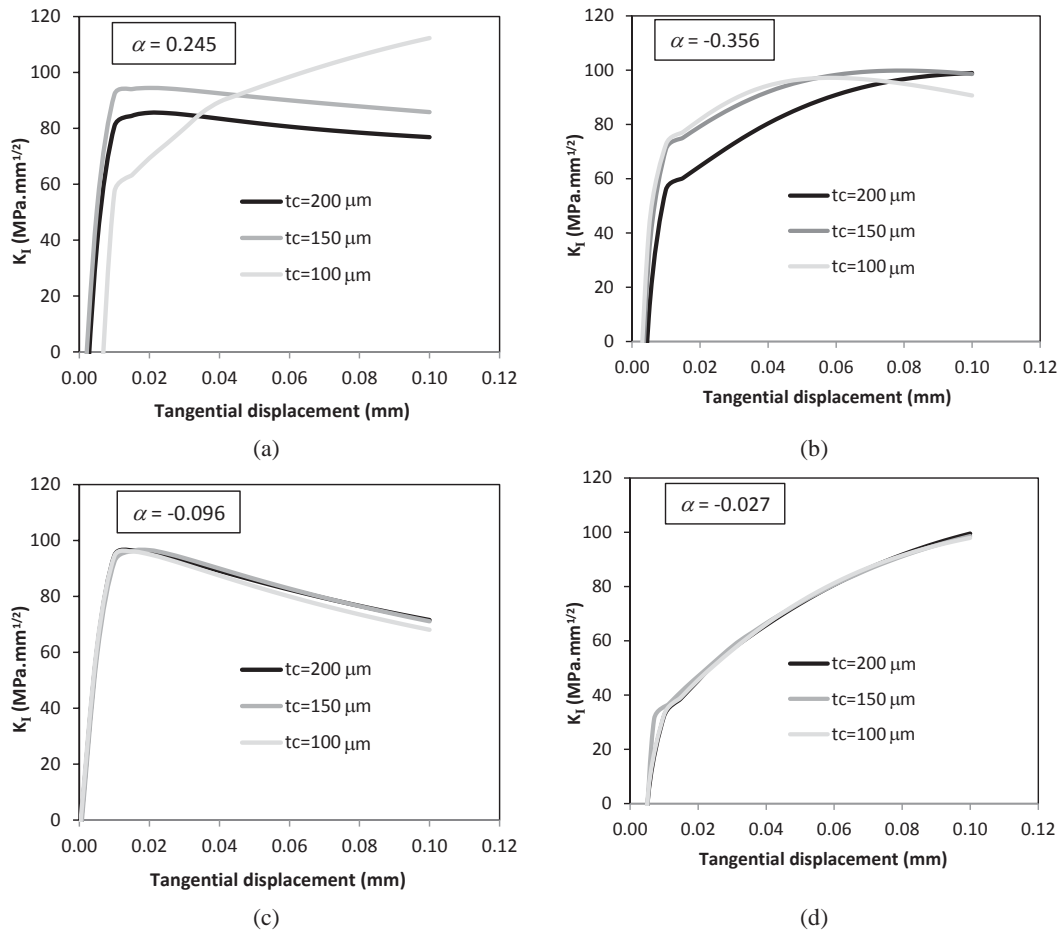 α = 0.245
K_I (MPa.mm^{1/2})
120
100
80
60
40
20
0
tc=200 μm
tc=150 μm
tc=100 μm
0.00 0.02 0.04 0.06 0.08 0.10 0.12
Tangential displacement (mm)
(a)
α = -0.356
K_I (MPa.mm^{1/2})
120
100
80
60
40
20
0
tc=200 μm
tc=150 μm
tc=100 μm
0.00 0.02 0.04 0.06 0.08 0.10 0.12
Tangential displacement (mm)
(b)
α = -0.096
K_I (MPa.mm^{1/2})
120
100
80
60
40
20
0
tc=200 μm
tc=150 μm
tc=100 μm
0.00 0.02 0.04 0.06 0.08 0.10 0.12
Tangential displacement (mm)
(c)
α = -0.027
K_I (MPa.mm^{1/2})
120
100
80
60
40
20
0
tc=200 μm
tc=150 μm
tc=100 μm
0.00 0.02 0.04 0.06 0.08 0.10 0.12
Tangential displacement (mm)
(d)